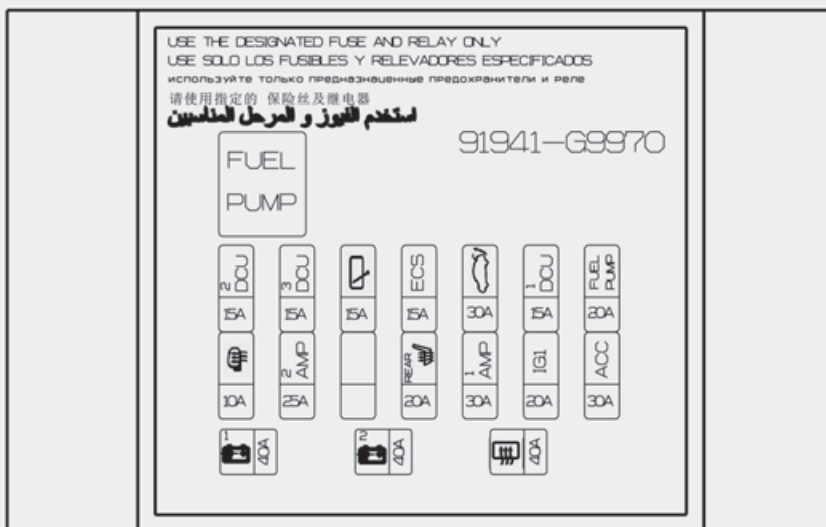 USE THE DESIGNATED FUSE AND RELAY ONLY
USE SOLO LOS FUSIBLES Y RELEVADORES ESPECIFICADOS
используйте только предназнаценные предохранители и реле
请使用指定的 保险丝及继电器
استخدم الفيوز و المرحل المناسبين
91941-G9970
FUEL
PUMP
2 DCU
3 DCU
ECS
1 DCU
FUEL PUMP
15A 15A 15A 15A 30A 15A 20A
2 AMP
REAR
1 AMP
IG1
ACC
10A 25A 20A 30A 20A 30A
1 40A
2 40A
40A